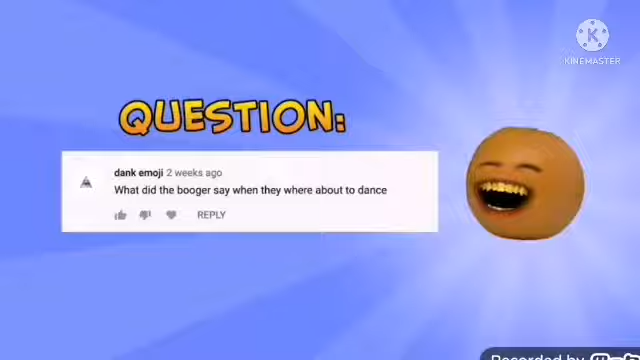 KINEMASTER
QUESTION:
dank emoji 2 weeks ago
What did the booger say when they where about to dance
REPLY
Recorded by